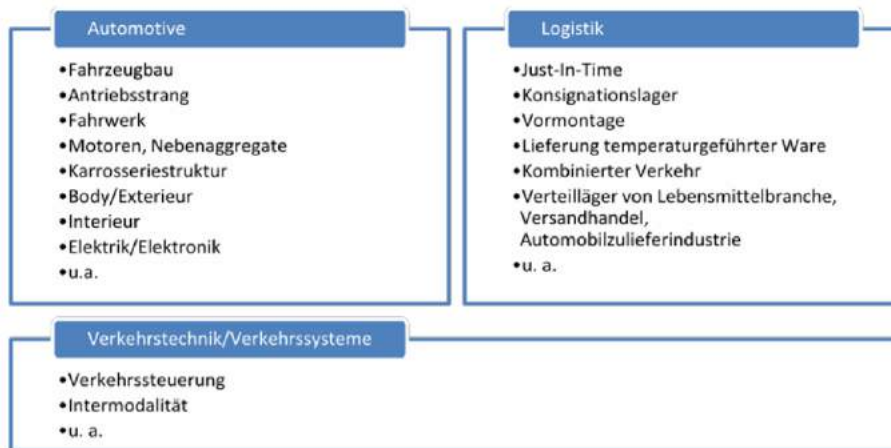 Automotive
•Fahrzeugbau
•Antriebsstrang
•Fahrwerk
•Motoren, Nebenaggregate
•Karrosseriestruktur
•Body/Exterieur
•Interieur
•Elektrik/Elektronik
•u.a.
Logistik
•Just-In-Time
•Konsignationslager
•Vormontage
•Lieferung temperaturgeführter Ware
•Kombinierter Verkehr
•Verteilläger von Lebensmittelbranche,
Versandhandel,
Automobilzulieferindustrie
•u. a.
Verkehrstechnik/Verkehrssysteme
•Verkehrssteuerung
•Intermodalität
•u. a.